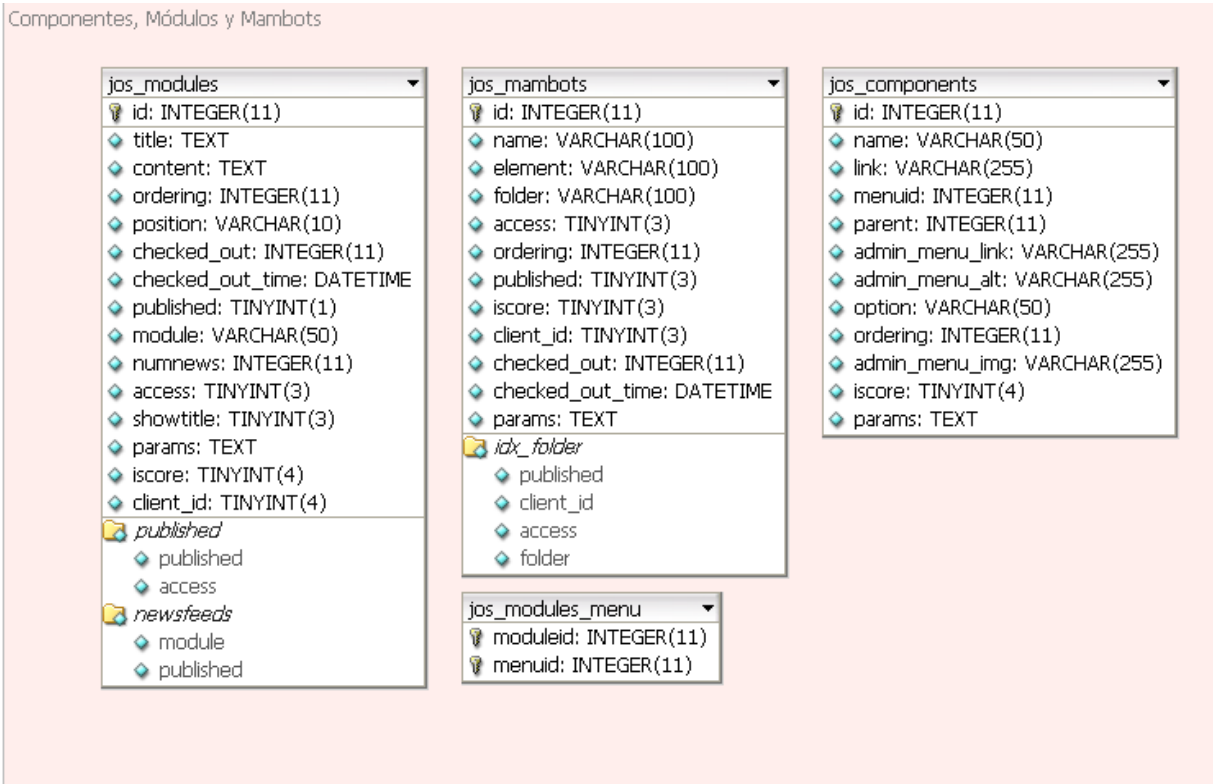 Componentes, Módulos y Mambots
jos_modules
id: INTEGER(11)
title: TEXT
content: TEXT
ordering: INTEGER(11)
position: VARCHAR(10)
checked_out: INTEGER(11)
checked_out_time: DATETIME
published: TINYINT(1)
module: VARCHAR(50)
numnews: INTEGER(11)
access: TINYINT(3)
showtitle: TINYINT(3)
params: TEXT
iscore: TINYINT(4)
client_id: TINYINT(4)
published
published
access
newsfeeds
module
published
jos_mambots
id: INTEGER(11)
name: VARCHAR(100)
element: VARCHAR(100)
folder: VARCHAR(100)
access: TINYINT(3)
ordering: INTEGER(11)
published: TINYINT(3)
iscore: TINYINT(3)
client_id: TINYINT(3)
checked_out: INTEGER(11)
checked_out_time: DATETIME
params: TEXT
idx_folder
published
client_id
access
folder
jos_modules_menu
moduleid: INTEGER(11)
menuid: INTEGER(11)
jos_components
id: INTEGER(11)
name: VARCHAR(50)
link: VARCHAR(255)
menuid: INTEGER(11)
parent: INTEGER(11)
admin_menu_link: VARCHAR(255)
admin_menu_alt: VARCHAR(255)
option: VARCHAR(50)
ordering: INTEGER(11)
admin_menu_img: VARCHAR(255)
iscore: TINYINT(4)
params: TEXT